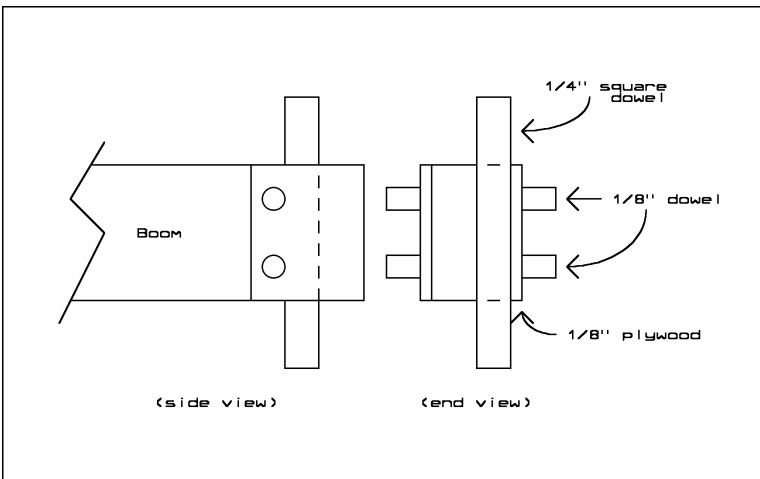 1/4'' square
dowel
1/8'' dowel
Boom
1/8'' plywood
(side view)
(end view)